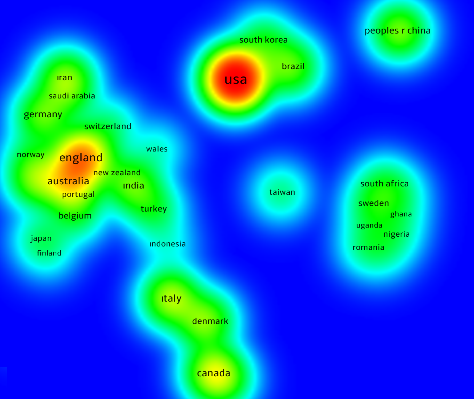 peoples r china
south korea
brazil
usa
iran
saudi arabia
germany
switzerland
wales
norway
england
new zealand
australia
india
portugal
south africa
taiwan
sweden
turkey
belgium
ghana
uganda
nigeria
japan
indonesia
romania
finland
italy
denmark
canada